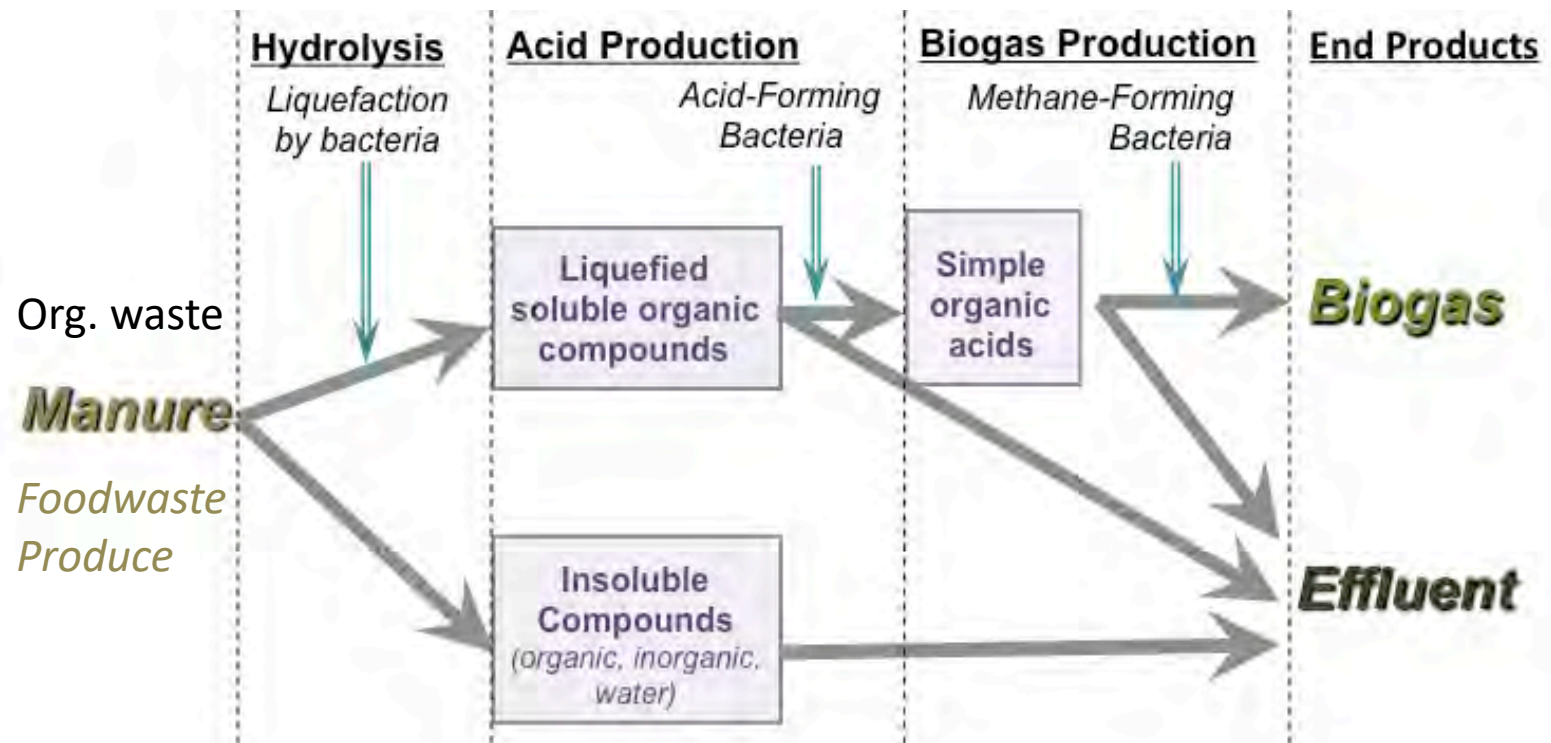 Hydrolysis
Liquefaction
by bacteria
Acid Production
Acid-Forming
Bacteria
Biogas Production
Methane-Forming
Bacteria
End Products
Org. waste
Manure
Foodwaste
Produce
Liquefied
soluble organic
compounds
Simple
organic
acids
Biogas
Insoluble
Compounds
(organic, inorganic,
water)
Effluent